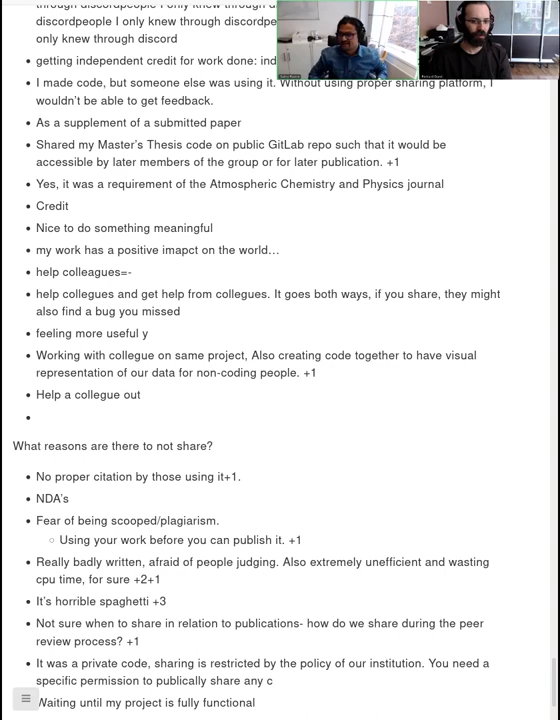 through discordpeople I only knew through d
discordpeople I only knew through discordpe
only knew through discord
getting independent credit for work done: ind
I made code, but someone else was using it. Without using proper sharing platform, I
wouldn't be able to get feedback.
As a supplement of a submitted paper
Shared my Master's Thesis code on public GitLab repo such that it would be
accessible by later members of the group or for later publication. +1
Yes, it was a requirement of the Atmospheric Chemistry and Physics journal
Credit
Nice to do something meaningful
my work has a positive imapct on the world…
help colleagues=-
help collegues and get help from collegues. It goes both ways, if you share, they might
also find a bug you missed
feeling more useful y
Working with collegue on same project, Also creating code together to have visual
representation of our data for non-coding people. +1
Help a collegue out
What reasons are there to not share?
No proper citation by those using it+1.
NDA's
Fear of being scooped/plagiarism.
Using your work before you can publish it. +1
Really badly written, afraid of people judging. Also extremely unefficient and wasting
cpu time, for sure +2+1
It's horrible spaghetti +3
Not sure when to share in relation to publications- how do we share during the peer
review process? +1
It was a private code, sharing is restricted by the policy of our institution. You need a
specific permission to publically share any c
Waiting until my project is fully functional